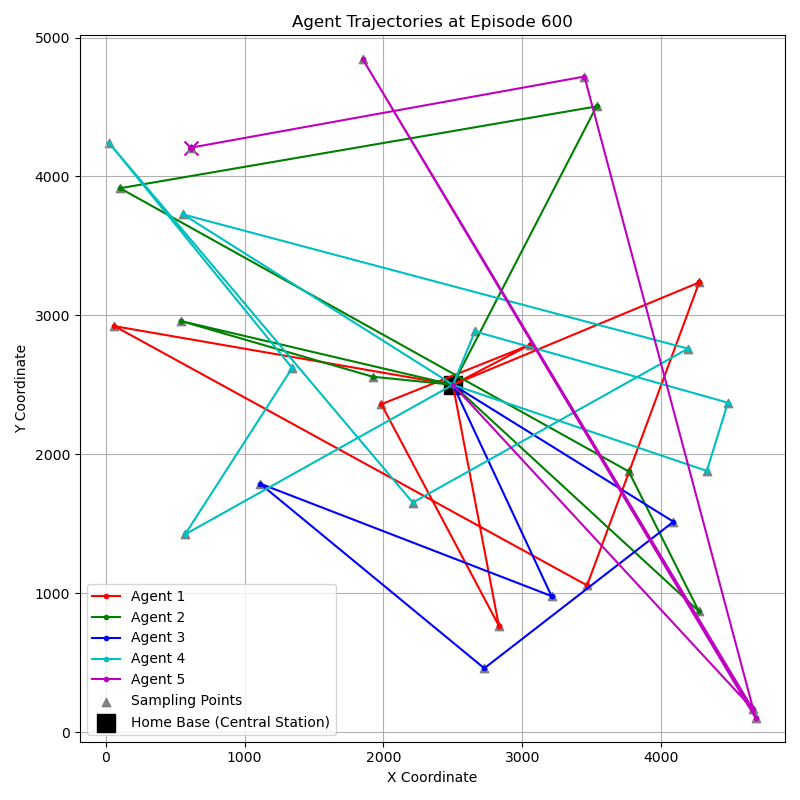 Agent Trajectories at Episode 600
5000
4000
3000
2000
1000
0
Y Coordinate
Agent 1
Agent 2
Agent 3
Agent 4
Agent 5
Sampling Points
Home Base (Central Station)
0 1000 2000 3000 4000
X Coordinate